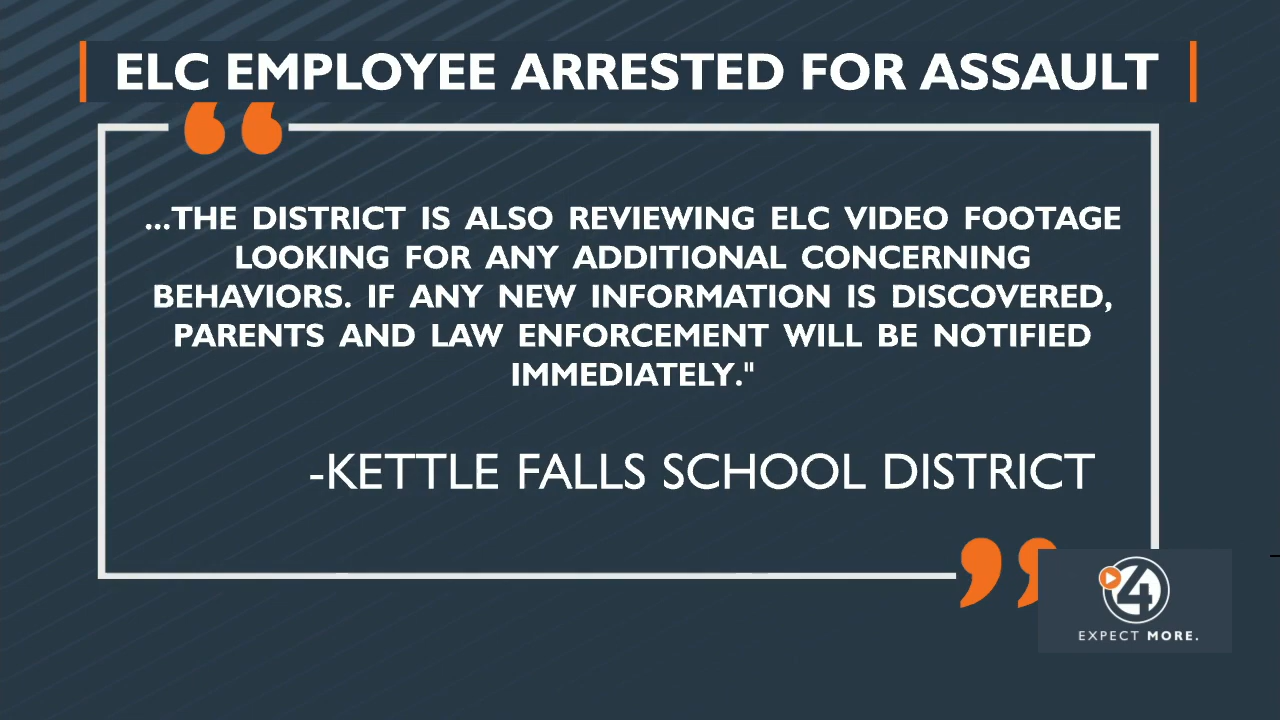 ELC EMPLOYEE ARRESTED FOR ASSAULT
...THE DISTRICT IS ALSO REVIEWING ELC VIDEO FOOTAGE
LOOKING FOR ANY ADDITIONAL CONCERNING
BEHAVIORS. IF ANY NEW INFORMATION IS DISCOVERED,
PARENTS AND LAW ENFORCEMENT WILL BE NOTIFIED
IMMEDIATELY."
-KETTLE FALLS SCHOOL DISTRICT
4
EXPECT MORE.